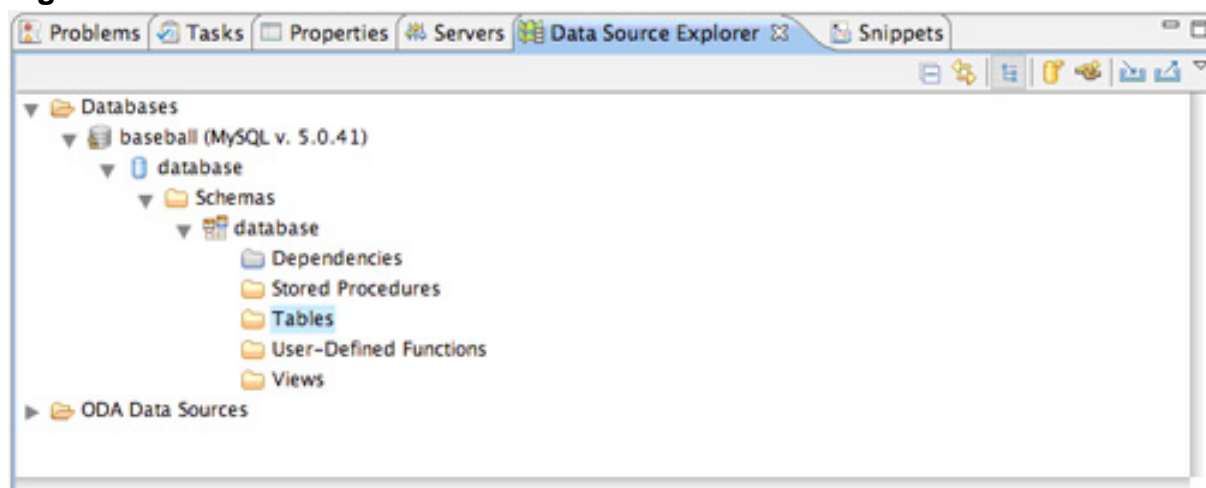 Problems Tasks Properties Servers Data Source Explorer Snippets
Databases
baseball (MySQL v. 5.0.41)
database
Schemas
database
Dependencies
Stored Procedures
Tables
User-Defined Functions
Views
ODA Data Sources